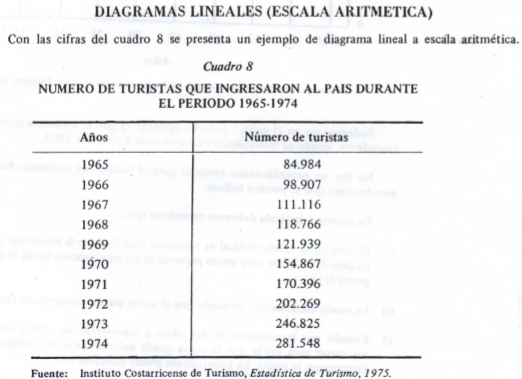 DIAGRAMAS LINEALES (ESCALA ARITMETICA)
Con las cifras del cuadro 8 se presenta un ejemplo de diagrama lineal a escala aritmética.
Cuadro 8
NUMERO DE TURISTAS QUE INGRESARON AL PAIS DURANTE
EL PERIODO 1965-1974
Años Número de turistas
1965 84.984
1966 98.907
1967 111.116
1968 118.766
1969 121.939
1970 154.867
1971 170.396
1972 202.269
1973 246.825
1974 281.548
Fuente: Instituto Costarricense de Turismo, Estadística de Turismo, 1975.